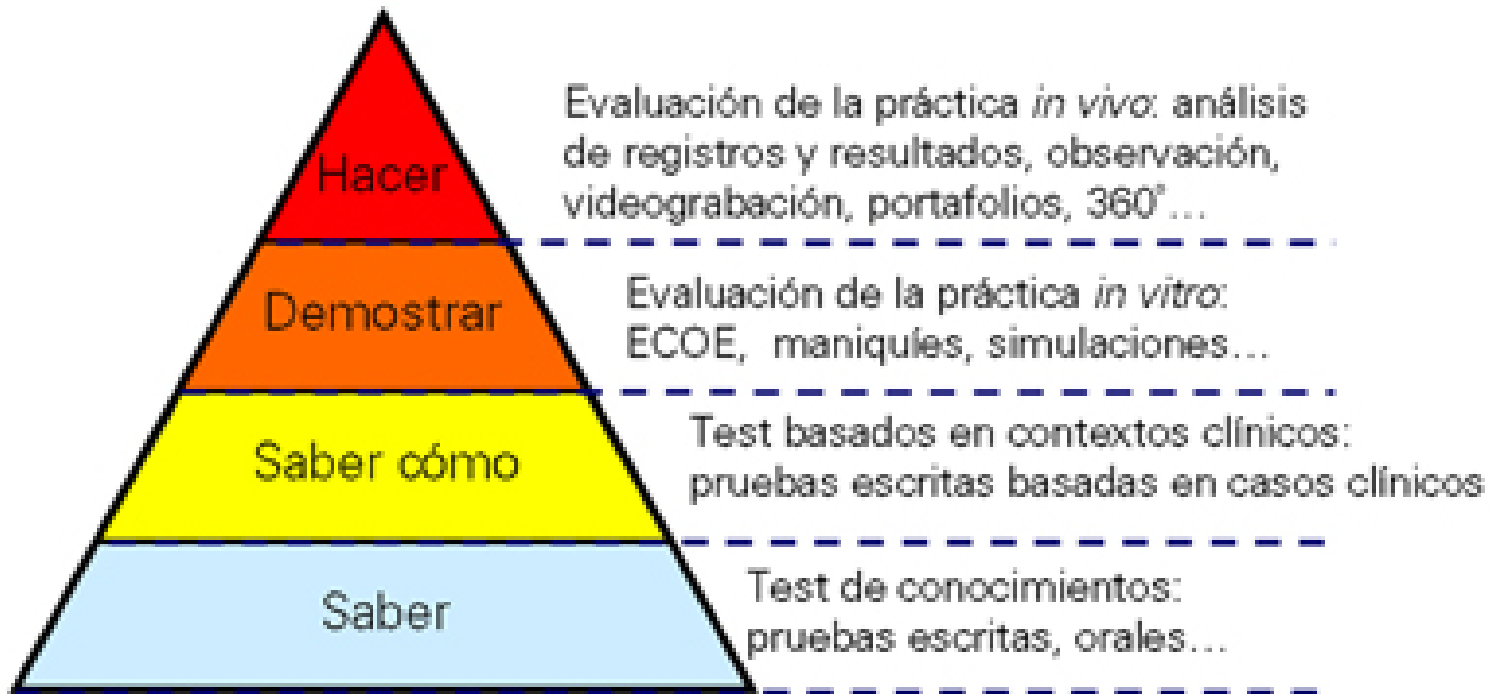 Hacer
Evaluación de la práctica in vivo: análisis
de registros y resultados, observación,
videograbación, portafolios, 360°...
Demostrar
Evaluación de la práctica in vitro:
ECOE, maniquíes, simulaciones...
Saber cómo
Test basados en contextos clínicos:
pruebas escritas basadas en casos clínicos
Saber
Test de conocimientos:
pruebas escritas, orales...